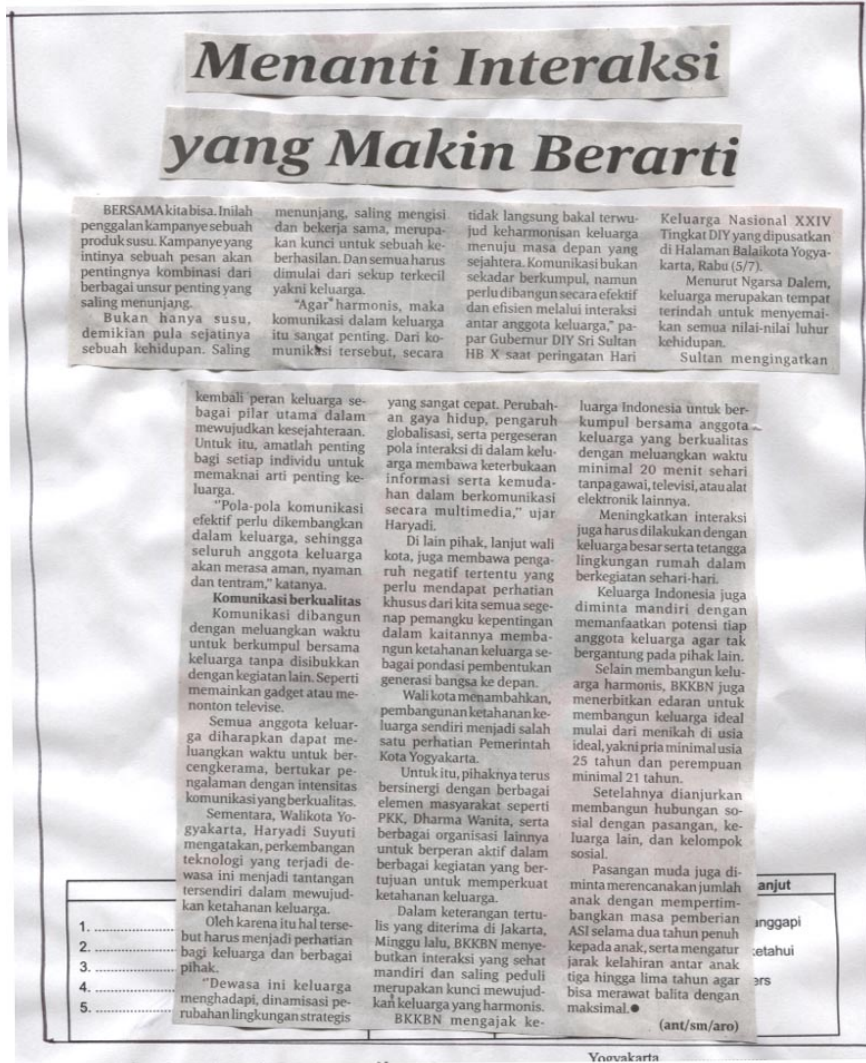 Menanti Interaksi
yang Makin Berarti
BERSAMA kita bisa. Inilah
penggalan kampanye sebuah
produk susu. Kampanye yang
intinya sebuah pesan akan
pentingnya kombinasi dari
berbagai unsur penting yang
saling menunjang.
Bukan hanya susu,
demikian pula sejatinya
sebuah kehidupan. Saling
menunjang, saling mengisi
dan bekerja sama, merupa-
kan kunci untuk sebuah ke-
berhasilan. Dan semua harus
dimulai dari sekup terkecil
yakni keluarga.
"Agar harmonis, maka
komunikasi dalam keluarga
itu sangat penting. Dari ko-
munikasi tersebut, secara
tidak langsung bakal terwu-
jud keharmonisan keluarga
menuju masa depan yang
sejahtera. Komunikasi bukan
sekadar berkumpul, namun
perlu dibangun secara efektif
dan efisien melalui interaksi
antar anggota keluarga," pa-
par Gubernur DIY Sri Sultan
HB X saat peringatan Hari
Keluarga Nasional XXIV
Tingkat DIY yang dipusatkan
di Halaman Balaikota Yogya-
karta, Rabu (5/7).
Menurut Ngarsa Dalem,
keluarga merupakan tempat
terindah untuk menyemai-
kan semua nilai-nilai luhur
kehidupan.
Sultan mengingatkan
kembali peran keluarga se-
bagai pilar utama dalam
mewujudkan kesejahteraan.
Untuk itu, amatlah penting
bagi setiap individu untuk
memaknai arti penting ke-
luarga.
"Pola-pola komunikasi
efektif perlu dikembangkan
dalam keluarga, sehingga
seluruh anggota keluarga
akan merasa aman, nyaman
dan tentram," katanya.
Komunikasi berkualitas
Komunikasi dibangun
dengan meluangkan waktu
untuk berkumpul bersama
keluarga tanpa disibukkan
dengan kegiatan lain. Seperti
memainkan gadget atau me-
nonton televise.
Semua anggota keluar-
ga diharapkan dapat me-
luangkan waktu untuk ber-
cengkerama, bertukar pe-
ngalaman dengan intensitas
komunikasi yang berkualitas.
Sementara, Walikota Yo-
gyakarta, Haryadi Suyuti
mengatakan, perkembangan
teknologi yang terjadi de-
wasa ini menjadi tantangan
tersendiri dalam mewujud-
kan ketahanan keluarga.
Oleh karena itu hal terse-
but harus menjadi perhatian
bagi keluarga dan berbagai
pihak.
"Dewasa ini keluarga
menghadapi, dinamisasi pe-
rubahan lingkungan strategis
yang sangat cepat. Perubah-
an gaya hidup, pengaruh
globalisasi, serta pergeseran
pola interaksi di dalam kelu-
arga membawa keterbukaan
informasi serta kemuda-
han dalam berkomunikasi
secara multimedia," ujar
Haryadi.
Di lain pihak, lanjut wali
kota, juga membawa penga-
ruh negatif tertentu yang
perlu mendapat perhatian
khusus dari kita semua sege-
nap pemangku kepentingan
dalam kaitannya memba-
ngun ketahanan keluarga se-
bagai pondasi pembentukan
generasi bangsa ke depan.
Wali kota menambahkan,
pembangunan ketahanan ke-
luarga sendiri menjadi salah
satu perhatian Pemerintah
Kota Yogyakarta.
Untuk itu, pihaknya terus
bersinergi dengan berbagai
elemen masyarakat seperti
PKK, Dharma Wanita, serta
berbagai organisasi lainnya
untuk berperan aktif dalam
berbagai kegiatan yang ber-
tujuan untuk memperkuat
ketahanan keluarga.
Dalam keterangan tertu-
lis yang diterima di Jakarta,
Minggu lalu, BKKBN menye-
butkan interaksi yang sehat
mandiri dan saling peduli
merupakan kunci mewujud-
kan keluarga yang harmonis.
BKKBN mengajak ke-
luarga Indonesia untuk ber-
kumpul bersama anggota
keluarga yang berkualitas
dengan meluangkan waktu
minimal 20 menit sehari
tanpa gawai, televisi, atau alat
elektronik lainnya.
Meningkatkan interaksi
juga harus dilakukan dengan
keluarga besar serta tetangga
lingkungan rumah dalam
berkegiatan sehari-hari.
Keluarga Indonesia juga
diminta mandiri dengan
memanfaatkan potensi tiap
anggota keluarga agar tak
bergantung pada pihak lain.
Selain membangun kelu-
arga harmonis, BKKBN juga
menerbitkan edaran untuk
membangun keluarga ideal
mulai dari menikah di usia
ideal, yakni pria minimal usia
25 tahun dan perempuan
minimal 21 tahun.
Setelahnya dianjurkan
membangun hubungan so-
sial dengan pasangan, ke-
luarga lain, dan kelompok
sosial.
Pasangan muda juga di-
minta merencanakan jumlah
anak dengan mempertim-
bangkan masa pemberian
ASI selama dua tahun penuh
kepada anak, serta mengatur
jarak kelahiran antar anak
tiga hingga lima tahun agar
bisa merawat balita dengan
maksimal.●
(ant/sm/aro)
1. ....................
2. ....................
3. ....................
4. ....................
5. ....................
anjut
anggapi
etahui
ers
Yogyakarta